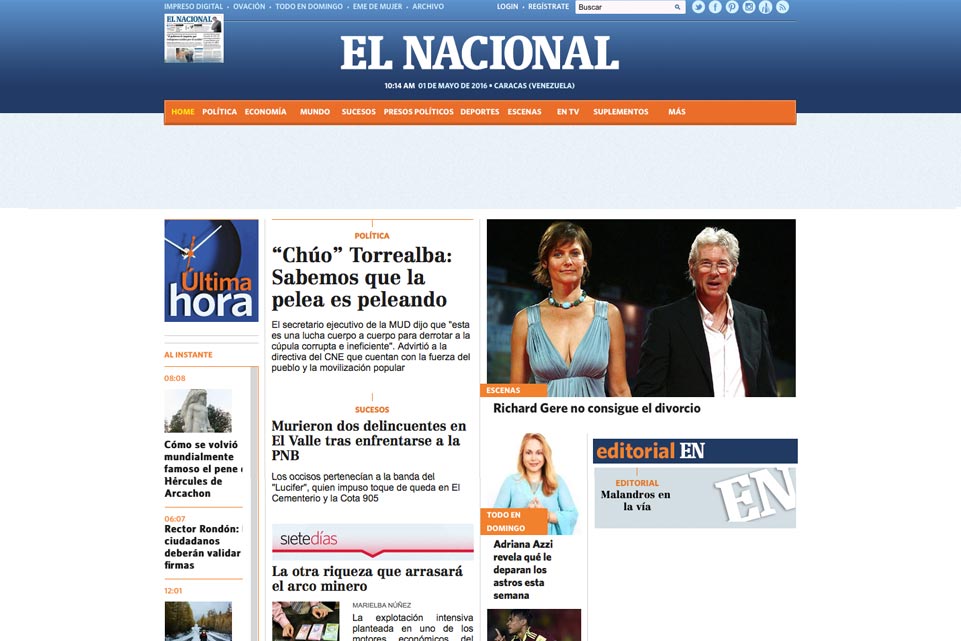 IMPRESO DIGITAL • OVACIÓN • TODO EN DOMINGO • EME DE MUJER • ARCHIVO
LOGIN • REGÍSTRATE
Buscar
EL NACIONAL
EL NACIONAL
10:14 AM 01 DE MAYO DE 2016 • CARACAS (VENEZUELA)
HOME POLÍTICA ECONOMÍA MUNDO SUCESOS PRESOS POLÍTICOS DEPORTES ESCENAS EN TV SUPLEMENTOS MÁS
Última
hora
AL INSTANTE
08:08
Cómo se volvió
mundialmente
famoso el pene
Hércules de
Arcachon
06:07
Rector Rondón:
ciudadanos
deberán validar
firmas
12:01
POLÍTICA
“Chúo” Torrealba:
Sabemos que la
pelea es peleando
El secretario ejecutivo de la MUD dijo que "esta
es una lucha cuerpo a cuerpo para derrotar a la
cúpula corrupta e ineficiente". Advirtió a la
directiva del CNE que cuentan con la fuerza del
pueblo y la movilización popular
SUCESOS
Murieron dos delincuentes en
El Valle tras enfrentarse a la
PNB
Los occisos pertenecían a la banda del
"Lucifer", quien impuso toque de queda en El
Cementerio y la Cota 905
sietedías
La otra riqueza que arrasará
el arco minero
MARIELBA NÚÑEZ
La explotación intensiva
planteada en uno de los
motores económicos del
ESCENAS
Richard Gere no consigue el divorcio
TODO EN
DOMINGO
Adriana Azzi
revela qué le
deparan los
astros esta
semana
editorial EN
EDITORIAL
Malandros en
la vía
EN